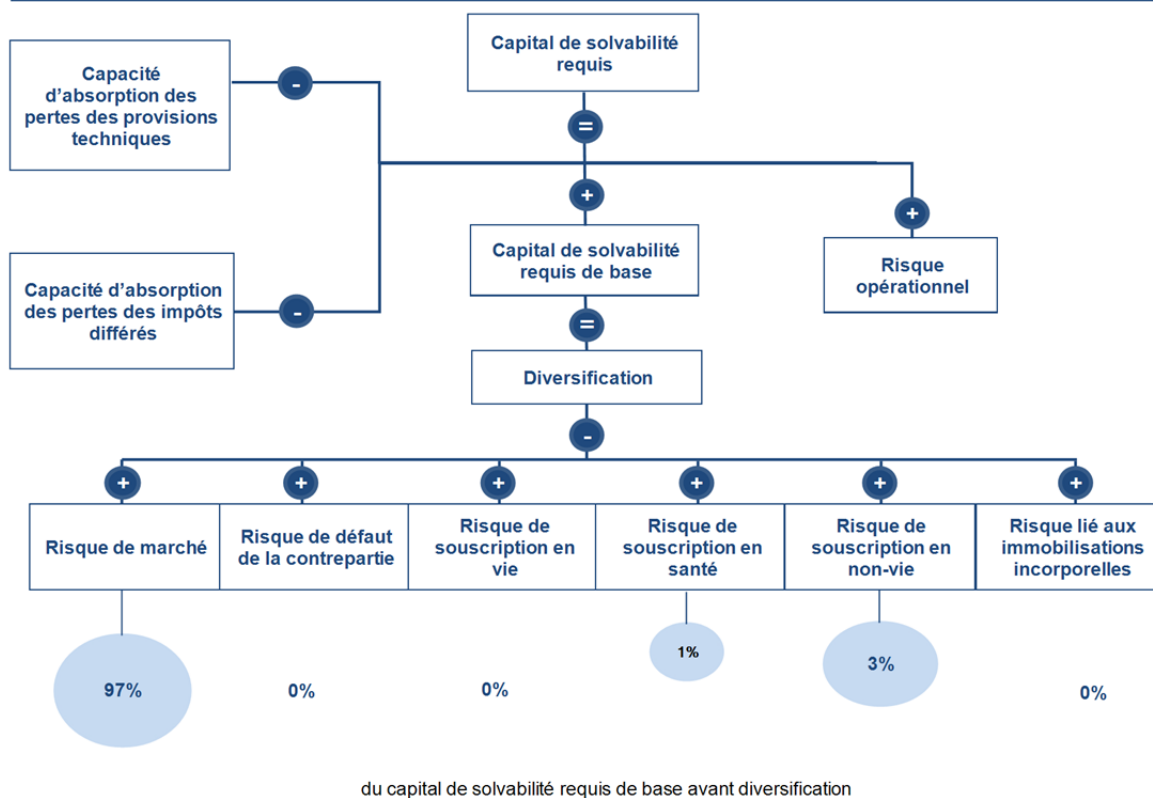 Capital de solvabilité
requis
Capacité
d'absorption des
pertes des provisions
techniques
-
=
+
+
Capital de solvabilité
requis de base
Risque
opérationnel
Capacité d'absorption
des pertes des impôts
différés
-
=
Diversification
-
+
+
+
+
+
+
Risque de marché
Risque de défaut
de la contrepartie
Risque de
souscription en
vie
Risque de
souscription en
santé
Risque de
souscription en
non-vie
Risque lié aux
immobilisations
incorporelles
97%
0%
0%
1%
3%
0%
du capital de solvabilité requis de base avant diversification